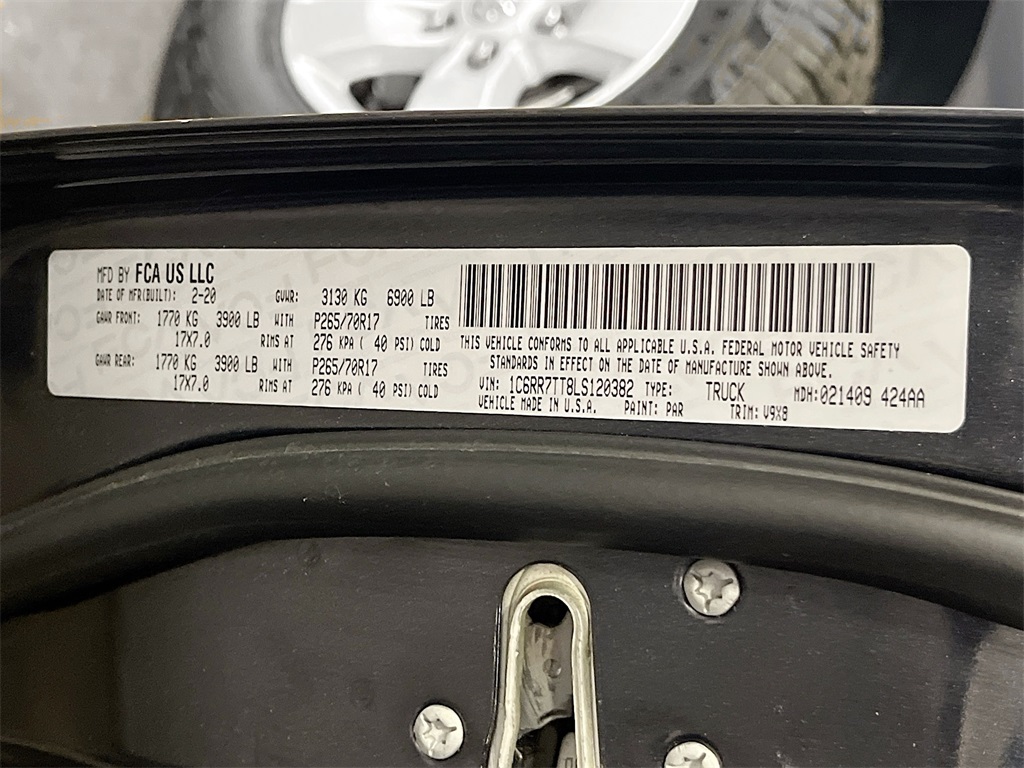 MFD BY FCA US LLC
DATE OF MFR(BUILT): 2-20 GVWR: 3130 KG 6900 LB
GAWR FRONT: 1770 KG 3900 LB WITH P265/70R17 TIRES
17X7.0 RIMS AT 276 KPA ( 40 PSI) COLD
GAWR REAR: 1770 KG 3900 LB WITH P265/70R17 TIRES
17X7.0 RIMS AT 276 KPA ( 40 PSI) COLD
THIS VEHICLE CONFORMS TO ALL APPLICABLE U.S.A. FEDERAL MOTOR VEHICLE SAFETY
STANDARDS IN EFFECT ON THE DATE OF MANUFACTURE SHOWN ABOVE.
VIN: 1C6RR7TT8LS120382 TYPE: TRUCK MDH:021409 424AA
VEHICLE MADE IN U.S.A. PAINT: PAR TRIM: V9X8